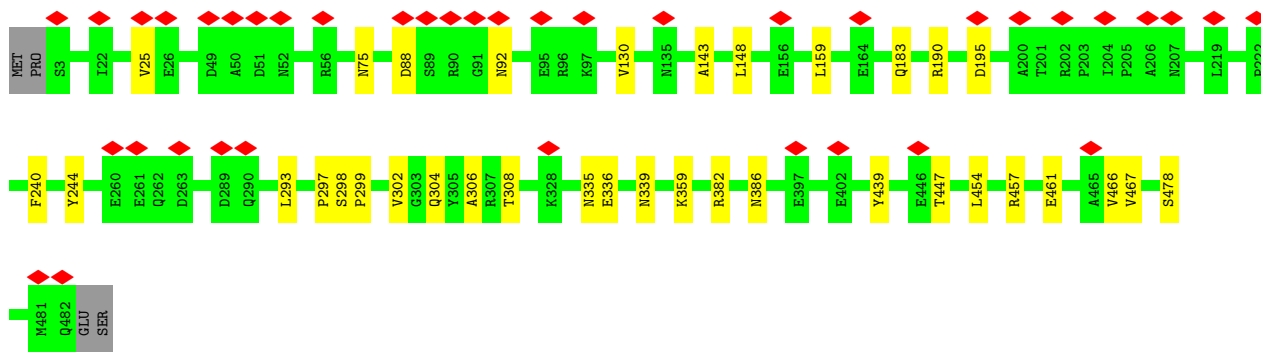 MET PRO S3 I22 V25 E26 D49 A50 D51 N52 R56 N75 D88 S89 R90 G91 N92 E95 R96 K97 V130 N135 A143 L148 E156 L159 E164 Q183 R190 D195 A200 T201 R202 P203 I204 P205 A206 N207 L219
F240 Y244 E260 E261 Q262 D263 D289 Q290 L293 P297 S298 P299 V302 G303 Q304 Y305 A306 R307 T308 K328 N335 E336 N339 K359 R382 N386 E397 E402 Y439 E446 T447 L454 R457 E461 A465 V466 V467 S478
M481 Q482 GLU SER